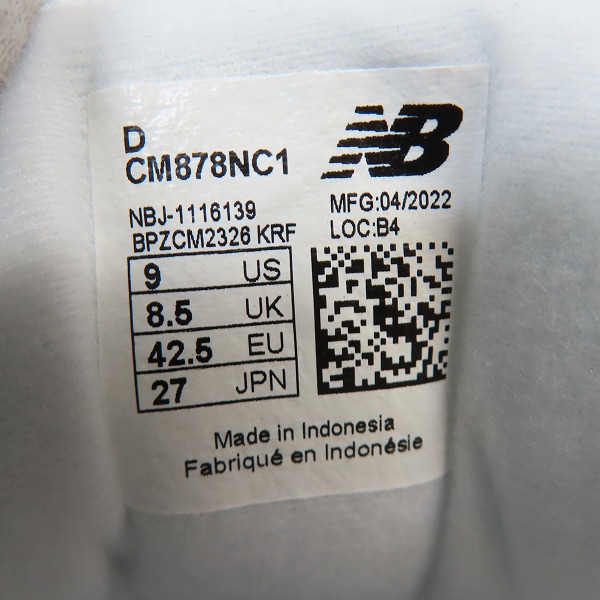 D
CM878NC1
NB
NBJ-1116139
BPZCM2326 KRF
MFG:04/2022
LOC:B4
9 US
8.5 UK
42.5 EU
27 JPN
Made in Indonesia
Fabriqué en Indonésie